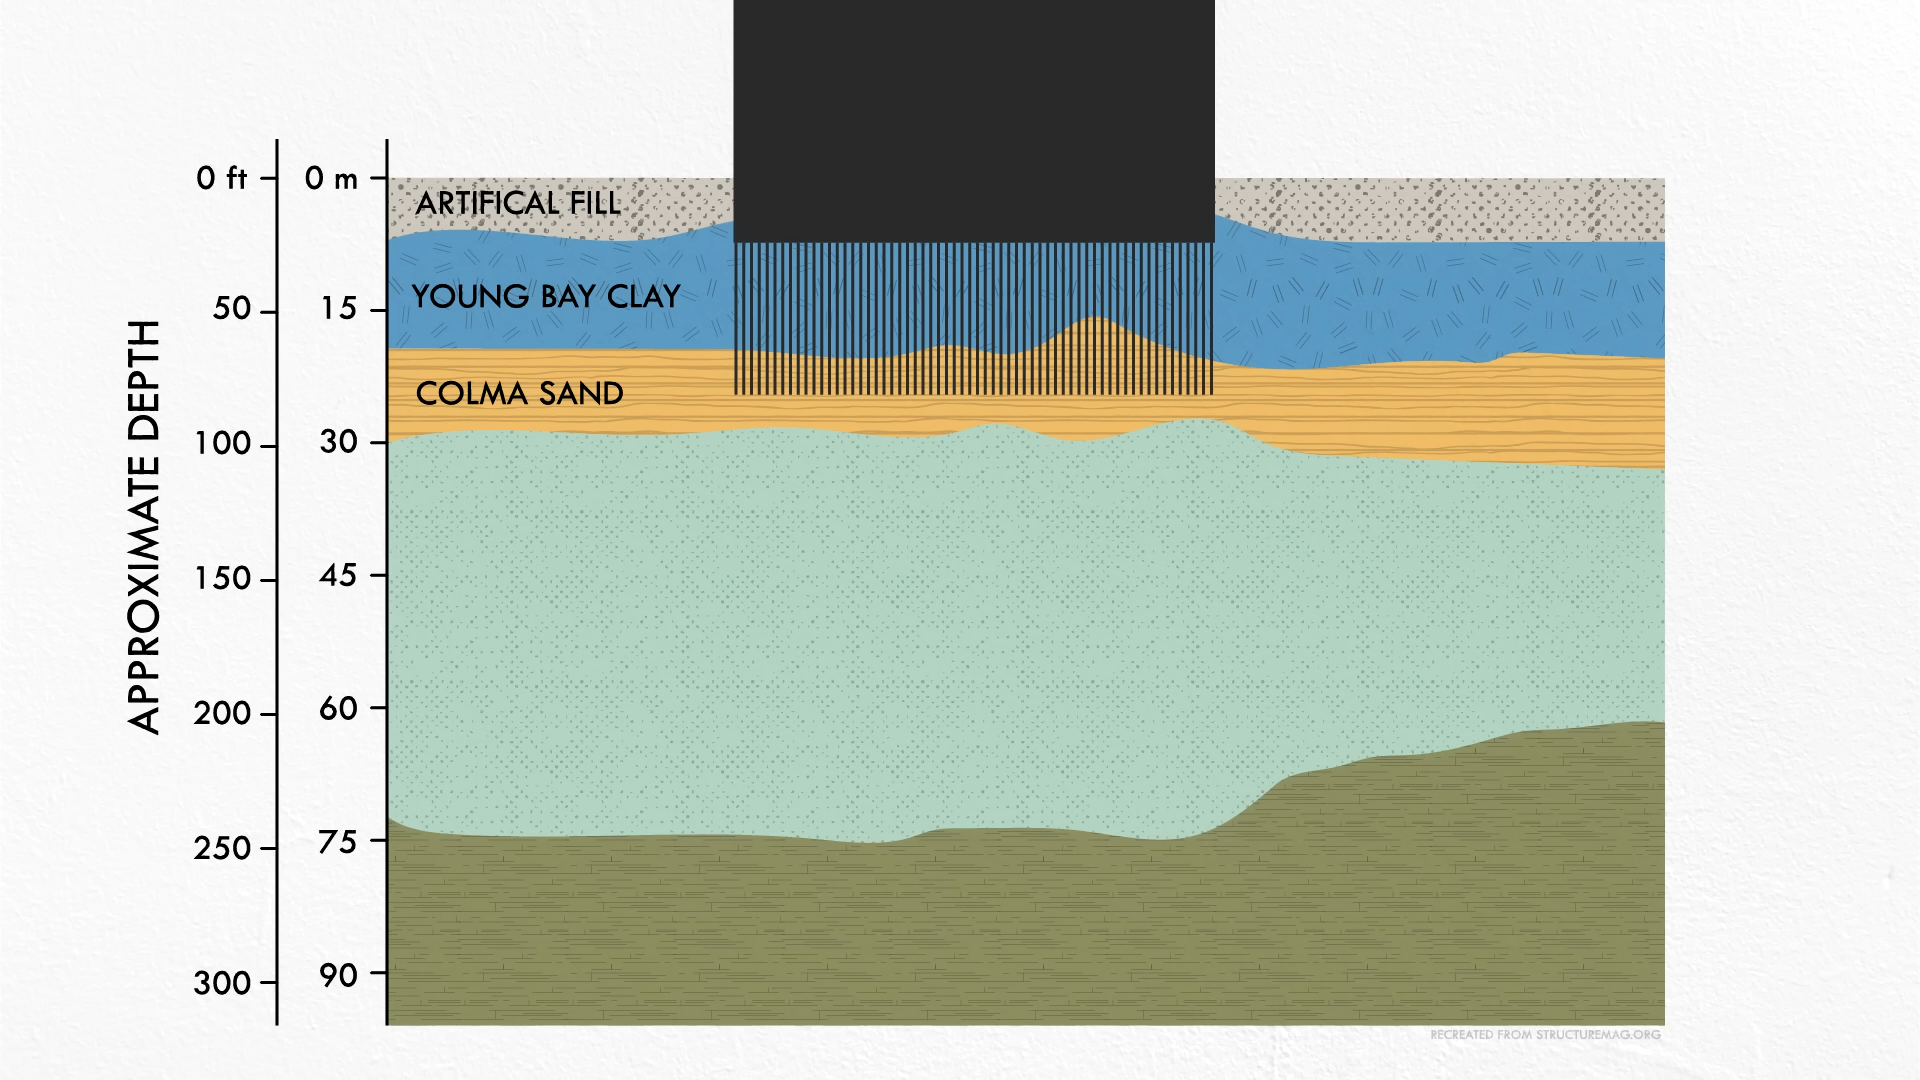 0 ft
0 m
ARTIFICAL FILL
YOUNG BAY CLAY
50
15
COLMA SAND
100
30
APPROXIMATE DEPTH
150
45
200
60
250
75
300
90
RECREATED FROM STRUCTUREMAG.ORG